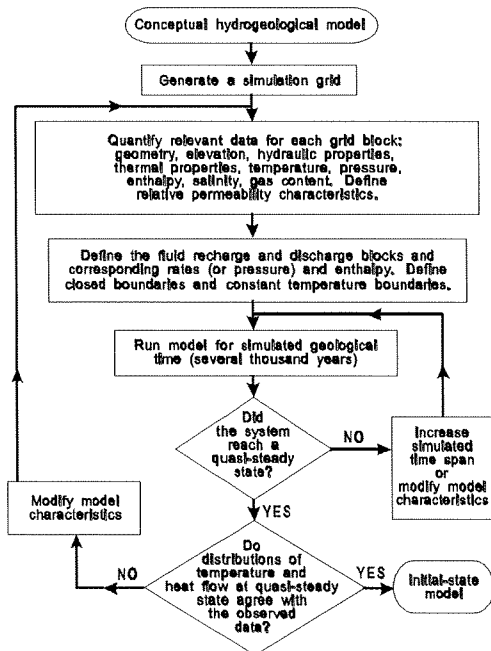 Conceptual hydrogeological model
Generate a simulation grid
Quantify relevant data for each grid block:
geometry, elevation, hydraulic properties,
thermal properties, temperature, pressure,
enthalpy, salinity, gas content. Define
relative permeability characteristics.
Define the fluid recharge and discharge blocks and
corresponding rates (or pressure) and enthalpy. Define
closed boundaries and constant temperature boundaries.
Run model for simulated geological
time (several thousand years)
Did
the system
reach a
quasi-steady
state?
NO
Increase
simulated
time span
or
modify model
characteristics
YES
Modify model
characteristics
NO
Do
distributions of
temperature and
heat flow at quasi-steady
state agree with
the observed
data?
YES
Initial-state
model